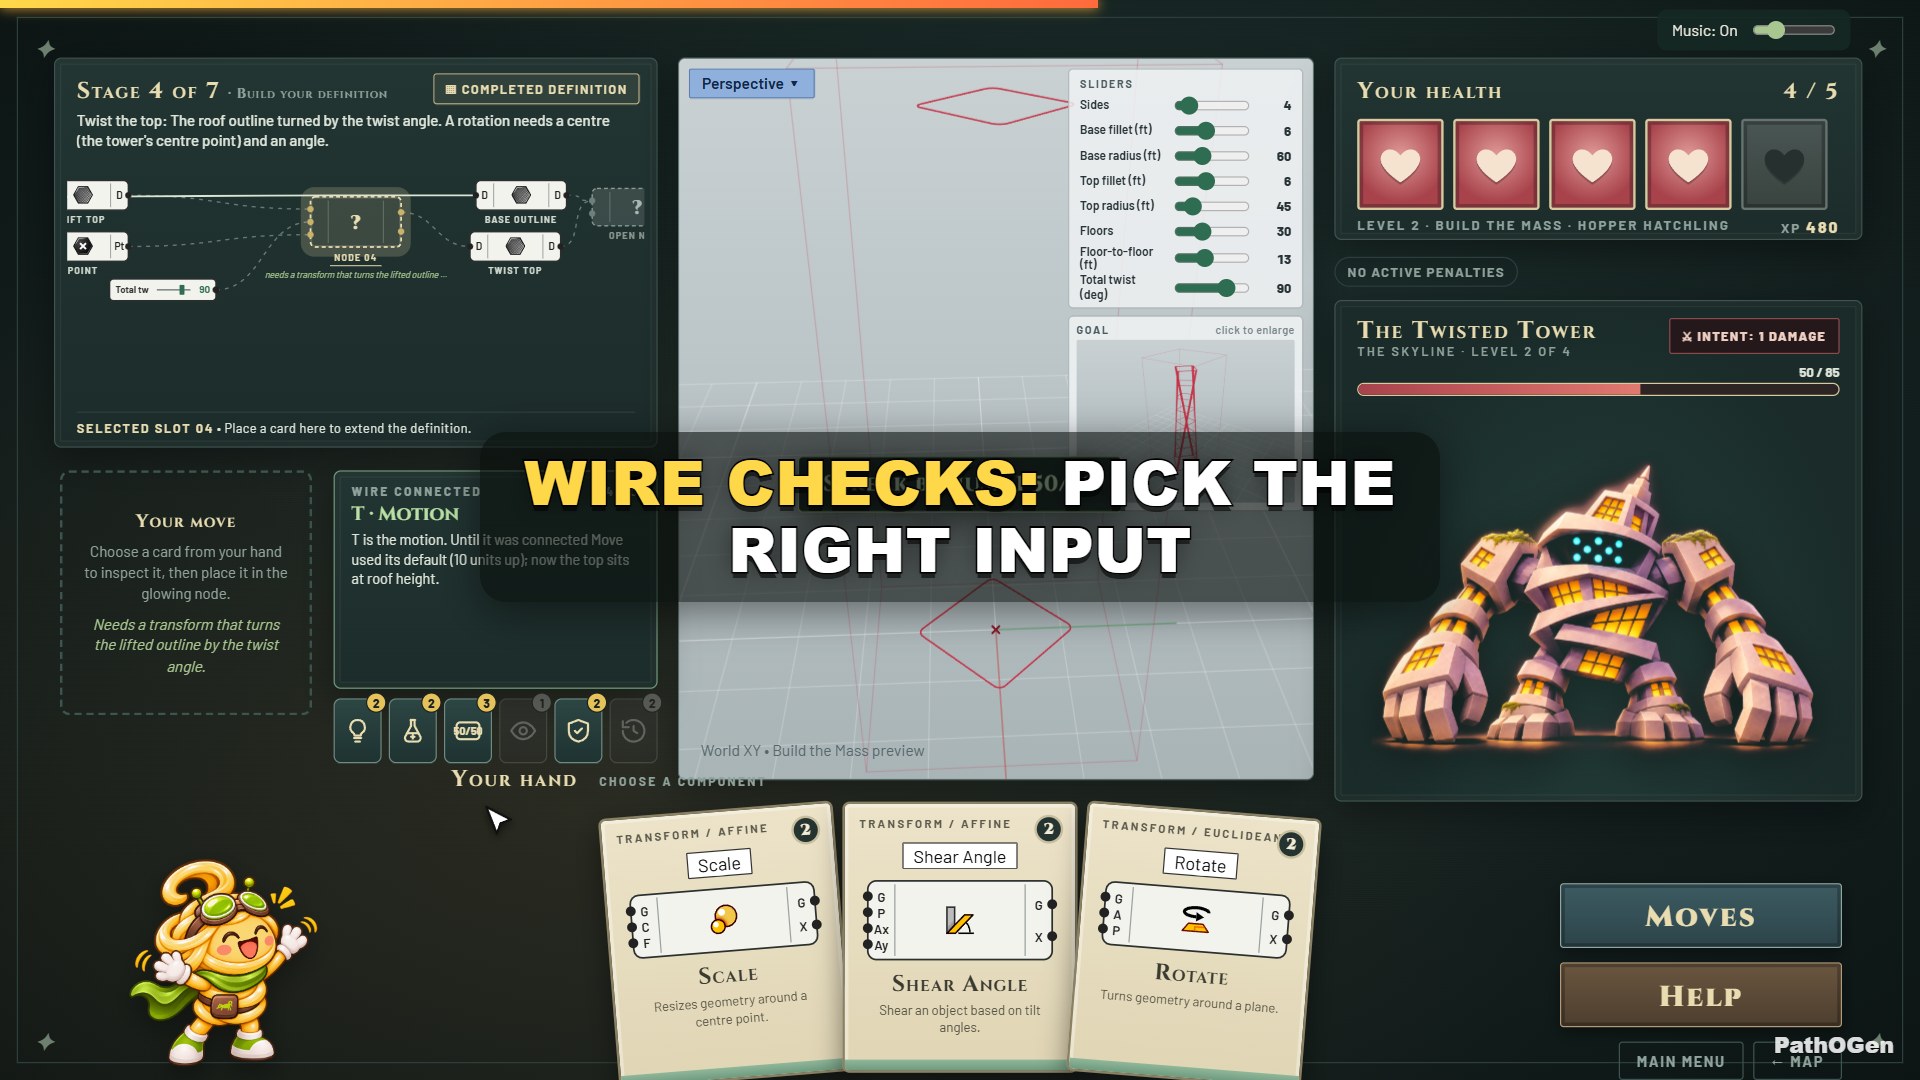 Music: On
STAGE 4 OF 7 · BUILD YOUR DEFINITION
COMPLETED DEFINITION
Twist the top: The roof outline turned by the twist angle. A rotation needs a centre
(the tower's centre point) and an angle.
D
IFT TOP
Pt
POINT
Total tw 90
?
NODE 04
needs a transform that turns the lifted outline ...
D D
BASE OUTLINE
D D
TWIST TOP
?
OPEN N
SELECTED SLOT 04 • Place a card here to extend the definition.
YOUR MOVE
Choose a card from your hand
to inspect it, then place it in the
glowing node.
Needs a transform that turns
the lifted outline by the twist
angle.
WIRE CONNECTED
T · MOTION
T is the motion. Until it was connected Move
used its default (10 units up); now the top sits
at roof height.
2
2
3
50/50
1
2
2
Perspective ▾
SLIDERS
Sides 4
Base fillet (ft) 6
Base radius (ft) 60
Top fillet (ft) 6
Top radius (ft) 45
Floors 30
Floor-to-floor
(ft) 13
Total twist
(deg) 90
GOAL click to enlarge
WIRE CHECKS: PICK THE
RIGHT INPUT
World XY • Build the Mass preview
YOUR HEALTH 4 / 5
LEVEL 2 · BUILD THE MASS · HOPPER HATCHLING XP 480
NO ACTIVE PENALTIES
THE TWISTED TOWER
THE SKYLINE · LEVEL 2 OF 4
INTENT: 1 DAMAGE
50 / 85
YOUR HAND CHOOSE A COMPONENT
TRANSFORM / AFFINE 2
Scale
G
C
F
G
X
SCALE
Resizes geometry around a
centre point.
TRANSFORM / AFFINE 2
Shear Angle
G
P
Ax
Ay
G
X
SHEAR ANGLE
Shear an object based on tilt
angles.
TRANSFORM / EUCLIDEAN 2
Rotate
G
A
P
G
X
ROTATE
Turns geometry around a plane.
MOVES
HELP
MAIN MENU
← MAP
PathOGen